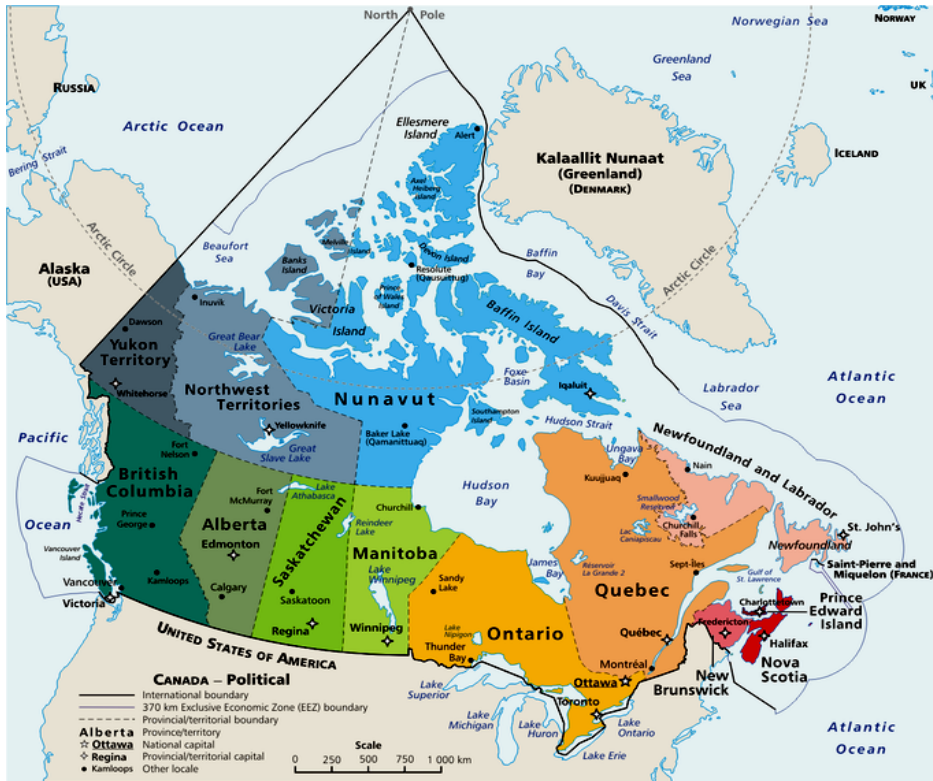 North Pole
Norwegian Sea
NORWAY
Greenland
Sea
UK
RUSSIA
Arctic Ocean
Ellesmere
Island
Alert
Kalaallit Nunaat
(Greenland)
(DENMARK)
ICELAND
Bering Strait
Axel
Heiberg
Island
Arctic Circle
Beaufort
Sea
Melville
Island
Devon Island
Baffin
Bay
Arctic Circle
Alaska
(USA)
Banks
Island
Resolute
(Qausuittuq)
Prince
of Wales
Island
Davis Strait
Inuvik
Victoria
Island
Baffin Island
Dawson
Yukon
Territory
Great Bear
Lake
Foxe
Basin
Iqaluit
Labrador
Sea
Atlantic
Ocean
Whitehorse
Northwest
Territories
Nunavut
Southampton
Island
Hudson Strait
Yellowknife
Baker Lake
(Qamanittuaq)
Pacific
Ocean
Fort
Nelson
Great
Slave Lake
Ungava
Bay
Nain
Newfoundland and Labrador
British
Columbia
Lake
Athabasca
Hudson
Bay
Kuujjuaq
Hecate Strait
Fort
McMurray
Smallwood
Reservoir
Churchill
Falls
Prince
George
Alberta
Edmonton
Saskatchewan
Reindeer
Lake
Churchill
Lac
Caniapiscau
St. John's
Newfoundland
Vancouver
Island
Manitoba
Lake
Winnipeg
James
Bay
Réservoir
La Grande 2
Sept-Îles
Gulf of
St. Lawrence
Saint-Pierre and
Miquelon (FRANCE)
Kamloops
Calgary
Saskatoon
Sandy
Lake
Quebec
Charlottetown
Prince
Edward
Island
Vancouver
Victoria
Regina
Winnipeg
Ontario
Lake
Nipigon
Québec
Fredericton
Halifax
UNITED STATES OF AMERICA
Thunder
Bay
Montréal
Ottawa
New
Brunswick
Nova
Scotia
Toronto
Lake
Superior
Lake
Michigan
Lake
Huron
Lake
Ontario
Lake Erie
Atlantic
Ocean
CANADA – Political
International boundary
370 km Exclusive Economic Zone (EEZ) boundary
Provincial/territorial boundary
Alberta Province/territory
Ottawa National capital
Regina Provincial/territorial capital
Kamloops Other locale
Scale
0 250 500 750 1 000 km